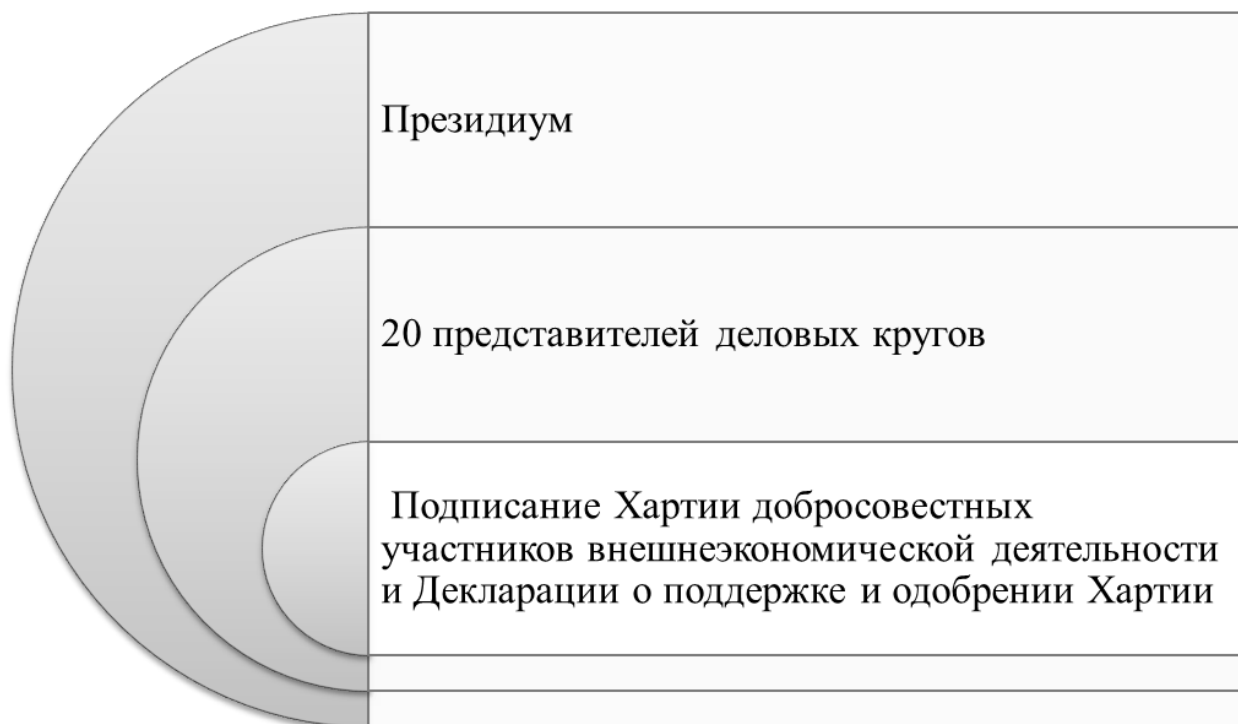 Президиум
20 представителей деловых кругов
Подписание Хартии добросовестных
участников внешнеэкономической деятельности
и Декларации о поддержке и одобрении Хартии